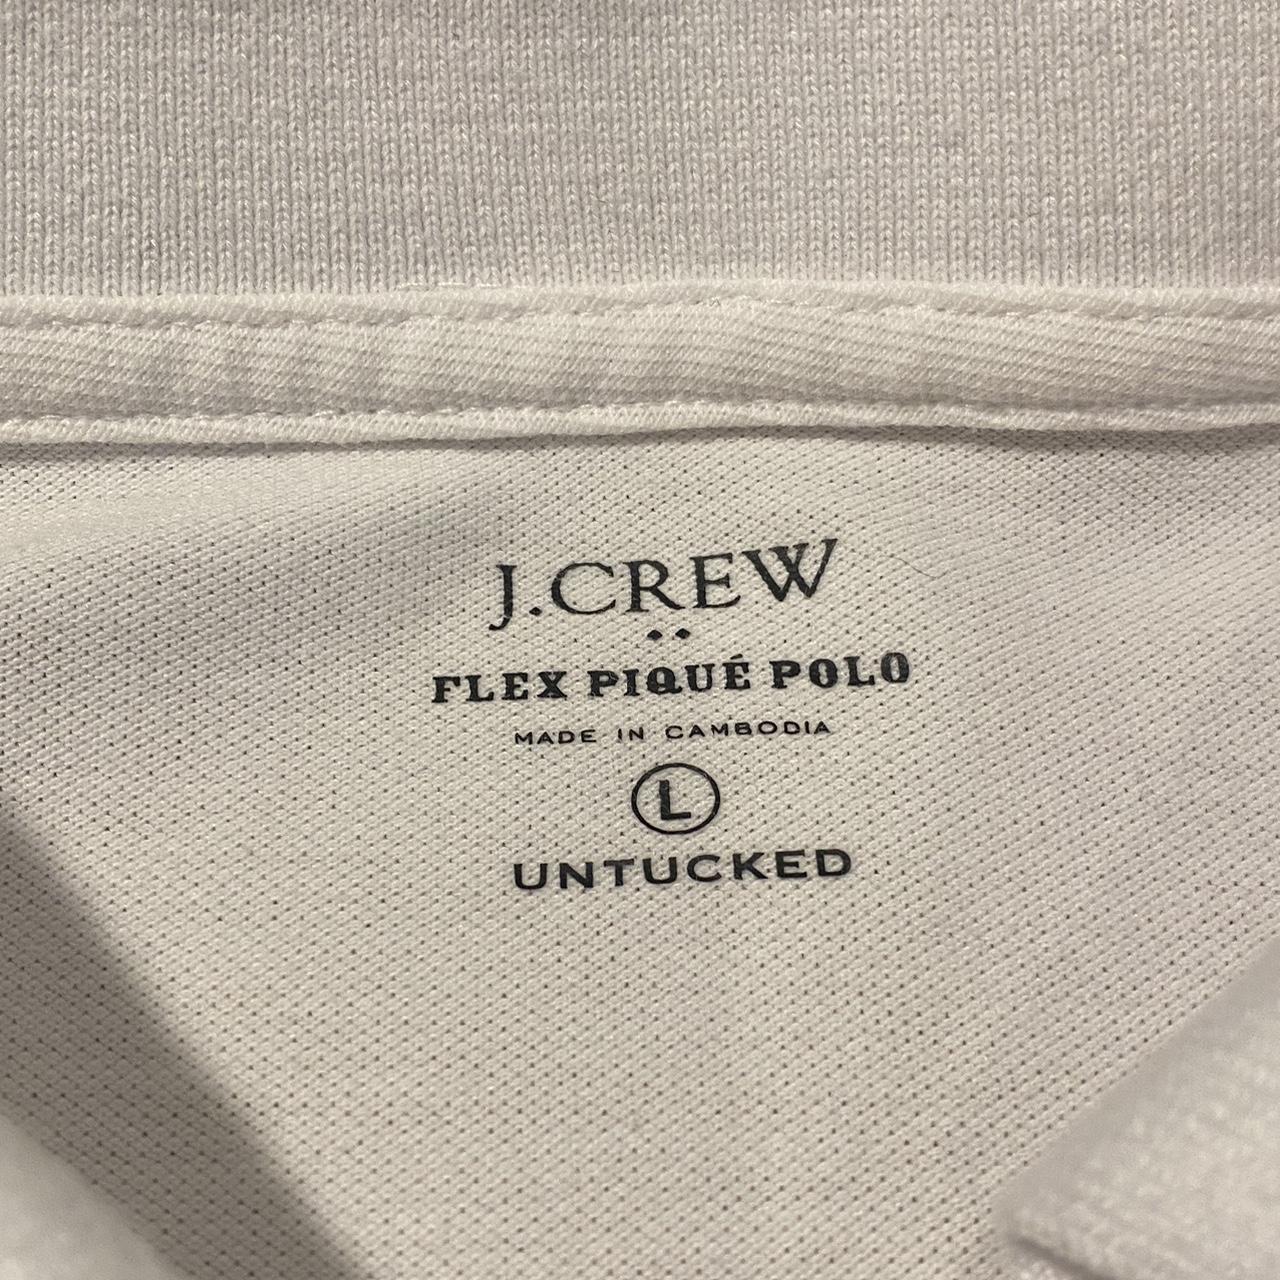 J.CREW
FLEX PIQUÉ POLO
MADE IN CAMBODIA
L
UNTUCKED